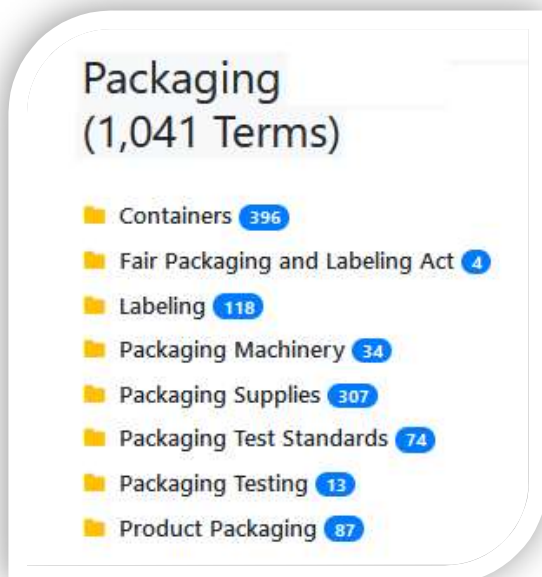 Packaging
(1,041 Terms)
Containers 396
Fair Packaging and Labeling Act 4
Labeling 118
Packaging Machinery 34
Packaging Supplies 307
Packaging Test Standards 74
Packaging Testing 13
Product Packaging 87